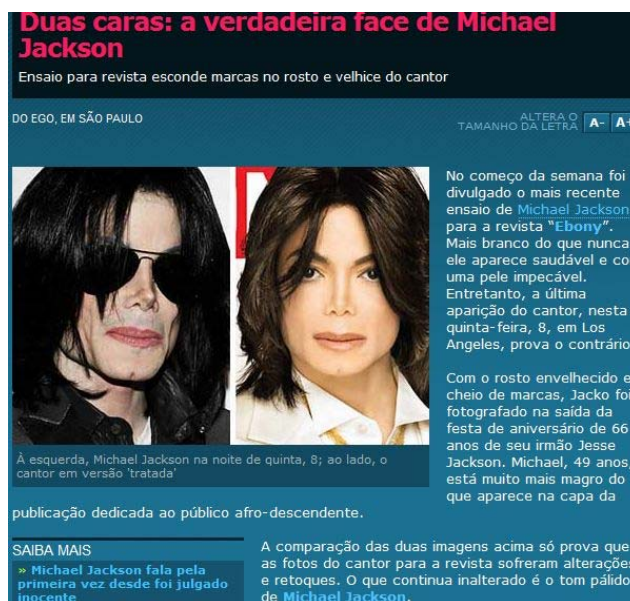 Duas caras: a verdadeira face de Michael
Jackson
Ensaio para revista esconde marcas no rosto e velhice do cantor
DO EGO, EM SÃO PAULO
ALTERA O
TAMANHO DA LETRA A- A+
No começo da semana foi
divulgado o mais recente
ensaio de Michael Jackson
para a revista "Ebony".
Mais branco do que nunca
ele aparece saudável e co
uma pele impecável.
Entretanto, a última
aparição do cantor, nesta
quinta-feira, 8, em Los
Angeles, prova o contrário
Com o rosto envelhecido e
cheio de marcas, Jacko foi
fotografado na saída da
festa de aniversário de 66
anos de seu irmão Jesse
Jackson. Michael, 49 anos,
está muito mais magro do
que aparece na capa da
publicação dedicada ao público afro-descendente.
À esquerda, Michael Jackson na noite de quinta, 8; ao lado, o
cantor em versão 'tratada'
SAIBA MAIS
» Michael Jackson fala pela
primeira vez desde foi julgado
inocente
A comparação das duas imagens acima só prova que
as fotos do cantor para a revista sofreram alterações
e retoques. O que continua inalterado é o tom pálido
de Michael Jackson.